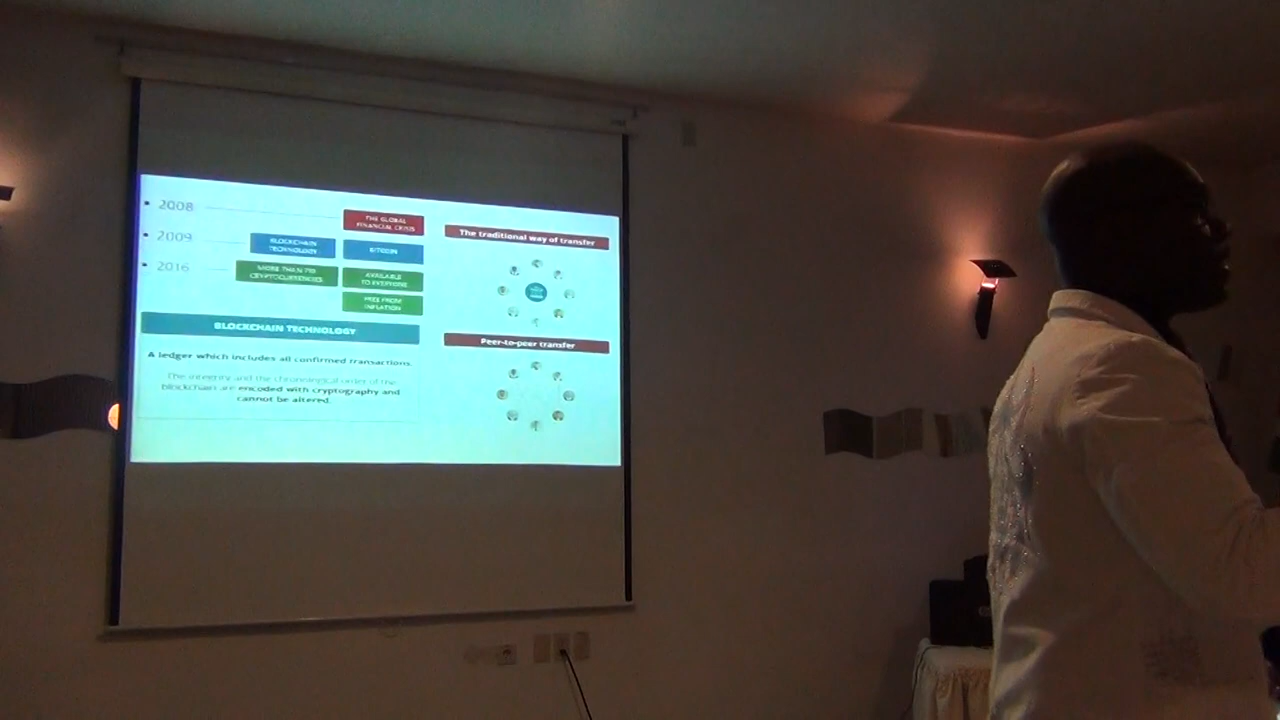 • 2008
THE GLOBAL
FINANCIAL CRISIS
• 2009
BLOCKCHAIN
TECHNOLOGY
BITCOIN
• 2016
MORE THAN 700
CRYPTOCURRENCIES
AVAILABLE
TO EVERYONE
FREE FROM
INFLATION
BLOCKCHAIN TECHNOLOGY
A ledger which includes all confirmed transactions.
The integrity and the chronological order of the
blockchain are encoded with cryptography and
cannot be altered.
The traditional way of transfer
Peer-to-peer transfer